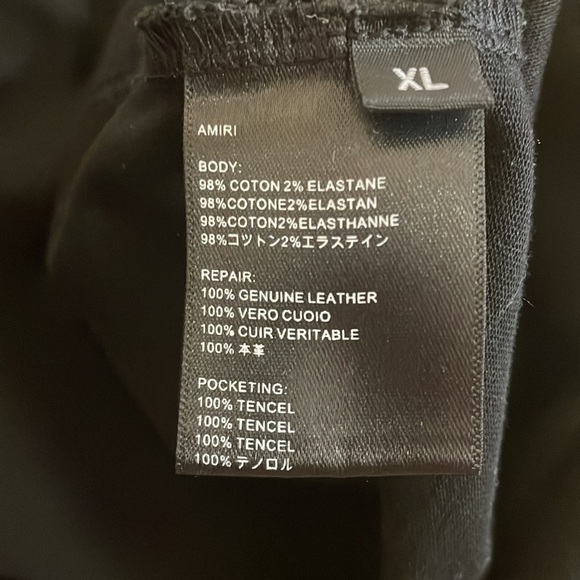 XL
AMIRI
BODY:
98% COTON 2% ELASTANE
98%COTONE2%ELASTAN
98%COTON2%ELASTHANNE
98%コツトン2%エラステイン
REPAIR:
100% GENUINE LEATHER
100% VERO CUOIO
100% CUIR VERITABLE
100% 本革
POCKETING:
100% TENCEL
100% TENCEL
100% TENCEL
100% テノロル